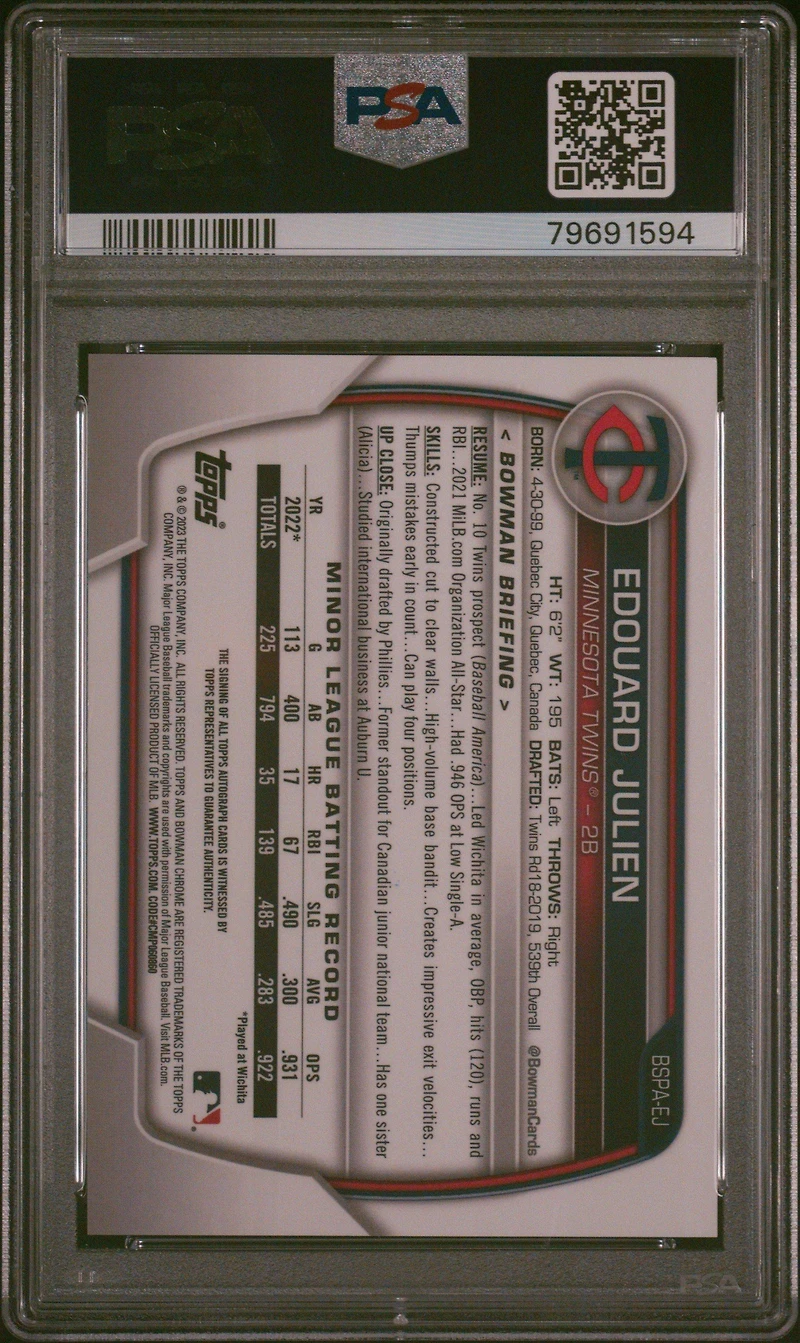 PSA
PSA
79691594
BSPA-EJ
EDOUARD JULIEN
MINNESOTA TWINS® – 2B
HT: 6'2" WT: 195 BATS: Left THROWS: Right
BORN: 4-30-99, Quebec City, Quebec, Canada DRAFTED: Twins Rd18-2019, 539th Overall @BowmanCards
< BOWMAN BRIEFING >
RESUME: No. 10 Twins prospect (Baseball America)...Led Wichita in average, OBP, hits (120), runs and
RBI...2021 MiLB.com Organization All-Star...Had .946 OPS at Low Single-A.
SKILLS: Constructed cut to clear walls...High-volume base bandit...Creates impressive exit velocities...
Thumps mistakes early in count...Can play four positions.
UP CLOSE: Originally drafted by Phillies...Former standout for Canadian junior national team...Has one sister
(Alicia)...Studied international business at Auburn U.
MINOR LEAGUE BATTING RECORD
YR G AB HR RBI SLG AVG OPS
2022* 113 400 17 67 .490 .300 .931
TOTALS 225 794 35 139 .485 .283 .922
*Played at Wichita
THE SIGNING OF ALL TOPPS AUTOGRAPH CARDS IS WITNESSED BY
TOPPS REPRESENTATIVES TO GUARANTEE AUTHENTICITY.
topps®
® & © 2023 THE TOPPS COMPANY, INC. ALL RIGHTS RESERVED. TOPPS AND BOWMAN CHROME ARE REGISTERED TRADEMARKS OF THE TOPPS
COMPANY, INC. Major League Baseball trademarks and copyrights are used with permission of Major League Baseball. Visit MLB.com.
OFFICIALLY LICENSED PRODUCT OF MLB. WWW.TOPPS.COM. CODE#CMP060860
PSA